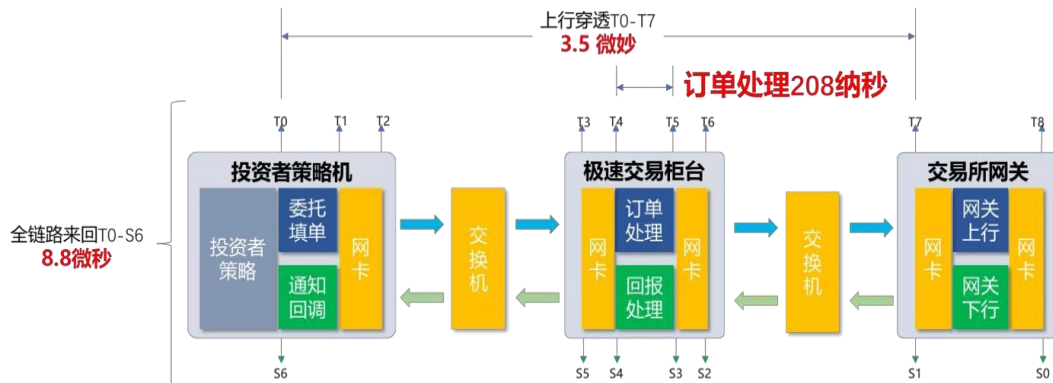 上行穿透T0-T7
3.5 微妙
订单处理208纳秒
T0
T1
T2
T3
T4
T5
T6
T7
T8
投资者策略机
极速交易柜台
交易所网关
投资者
策略
委托
填单
通知
回调
网
卡
交
换
机
网
卡
订单
处理
回报
处理
网
卡
交
换
机
网
卡
网关
上行
网关
下行
网
卡
全链路来回T0-S6
8.8微秒
S6
S5
S4
S3
S2
S1
S0